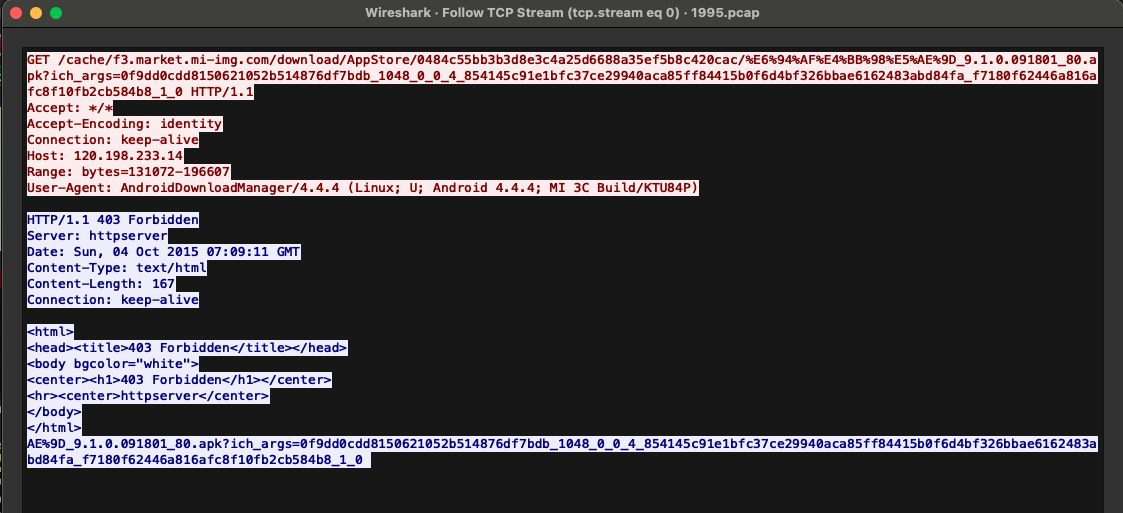 Wireshark · Follow TCP Stream (tcp.stream eq 0) · 1995.pcap
GET /cache/f3.market.mi-img.com/download/AppStore/0484c55bb3b3d8e3c4a25d6688a35ef5b8c420cac/%E6%94%AF%E4%BB%98%E5%AE%9D_9.1.0.091801_80.a
pk?ich_args=0f9dd0cdd8150621052b514876df7bdb_1048_0_0_4_854145c91e1bfc37ce29940aca85ff84415b0f6d4bf326bbae6162483abd84fa_f7180f62446a816a
fc8f10fb2cb584b8_1_0 HTTP/1.1
Accept: */*
Accept-Encoding: identity
Connection: keep-alive
Host: 120.198.233.14
Range: bytes=131072-196607
User-Agent: AndroidDownloadManager/4.4.4 (Linux; U; Android 4.4.4; MI 3C Build/KTU84P)
HTTP/1.1 403 Forbidden
Server: httpserver
Date: Sun, 04 Oct 2015 07:09:11 GMT
Content-Type: text/html
Content-Length: 167
Connection: keep-alive
<html>
<head><title>403 Forbidden</title></head>
<body bgcolor="white">
<center><h1>403 Forbidden</h1></center>
<hr><center>httpserver</center>
</body>
</html>
AE%9D_9.1.0.091801_80.apk?ich_args=0f9dd0cdd8150621052b514876df7bdb_1048_0_0_4_854145c91e1bfc37ce29940aca85ff84415b0f6d4bf326bbae6162483a
bd84fa_f7180f62446a816afc8f10fb2cb584b8_1_0